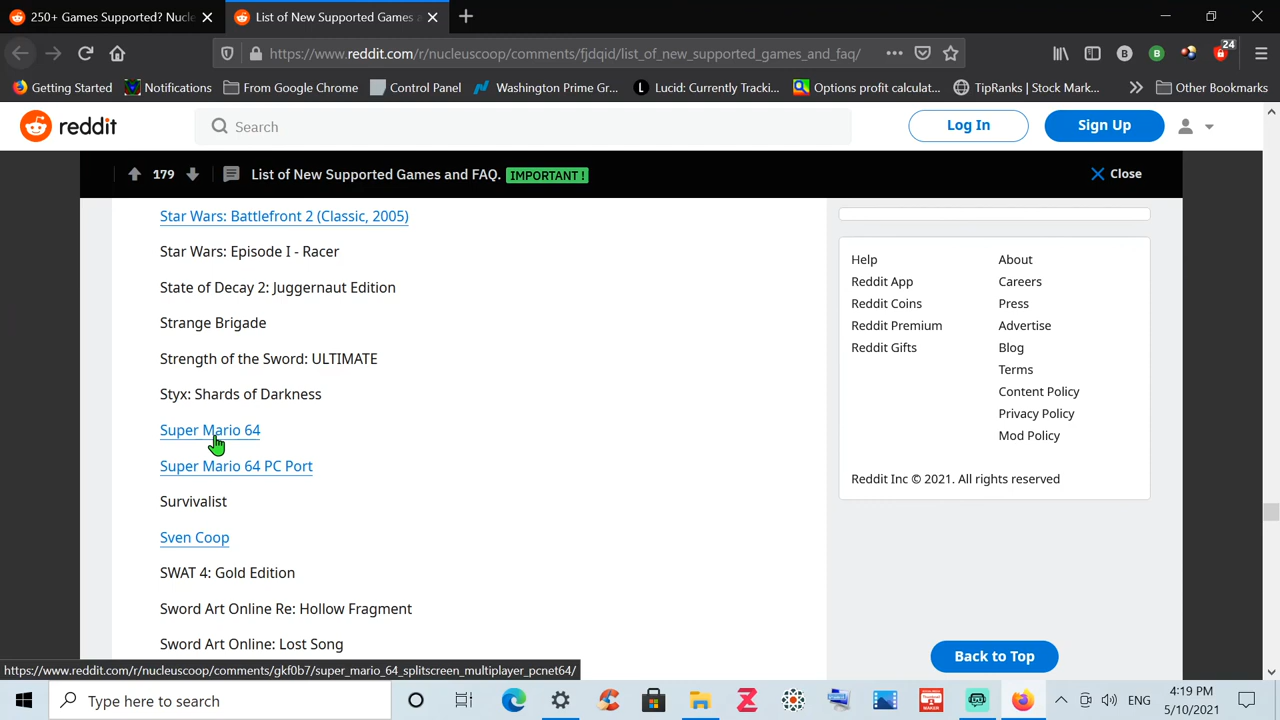 250+ Games Supported? Nucle
List of New Supported Games a
https://www.reddit.com/r/nucleuscoop/comments/fjdqid/list_of_new_supported_games_and_faq/
24
Getting Started
Notifications
From Google Chrome
Control Panel
Washington Prime Gr...
Lucid: Currently Tracki...
Options profit calculat...
TipRanks | Stock Mark...
Other Bookmarks
reddit
Search
Log In
Sign Up
179
List of New Supported Games and FAQ.
IMPORTANT !
Close
Star Wars: Battlefront 2 (Classic, 2005)
Star Wars: Episode I - Racer
State of Decay 2: Juggernaut Edition
Strange Brigade
Strength of the Sword: ULTIMATE
Styx: Shards of Darkness
Super Mario 64
Super Mario 64 PC Port
Survivalist
Sven Coop
SWAT 4: Gold Edition
Sword Art Online Re: Hollow Fragment
Sword Art Online: Lost Song
Help
About
Reddit App
Careers
Reddit Coins
Press
Reddit Premium
Advertise
Reddit Gifts
Blog
Terms
Content Policy
Privacy Policy
Mod Policy
Reddit Inc © 2021. All rights reserved
Back to Top
https://www.reddit.com/r/nucleuscoop/comments/gkf0b7/super_mario_64_splitscreen_multiplayer_pcnet64/
Type here to search
ENG
4:19 PM
5/10/2021